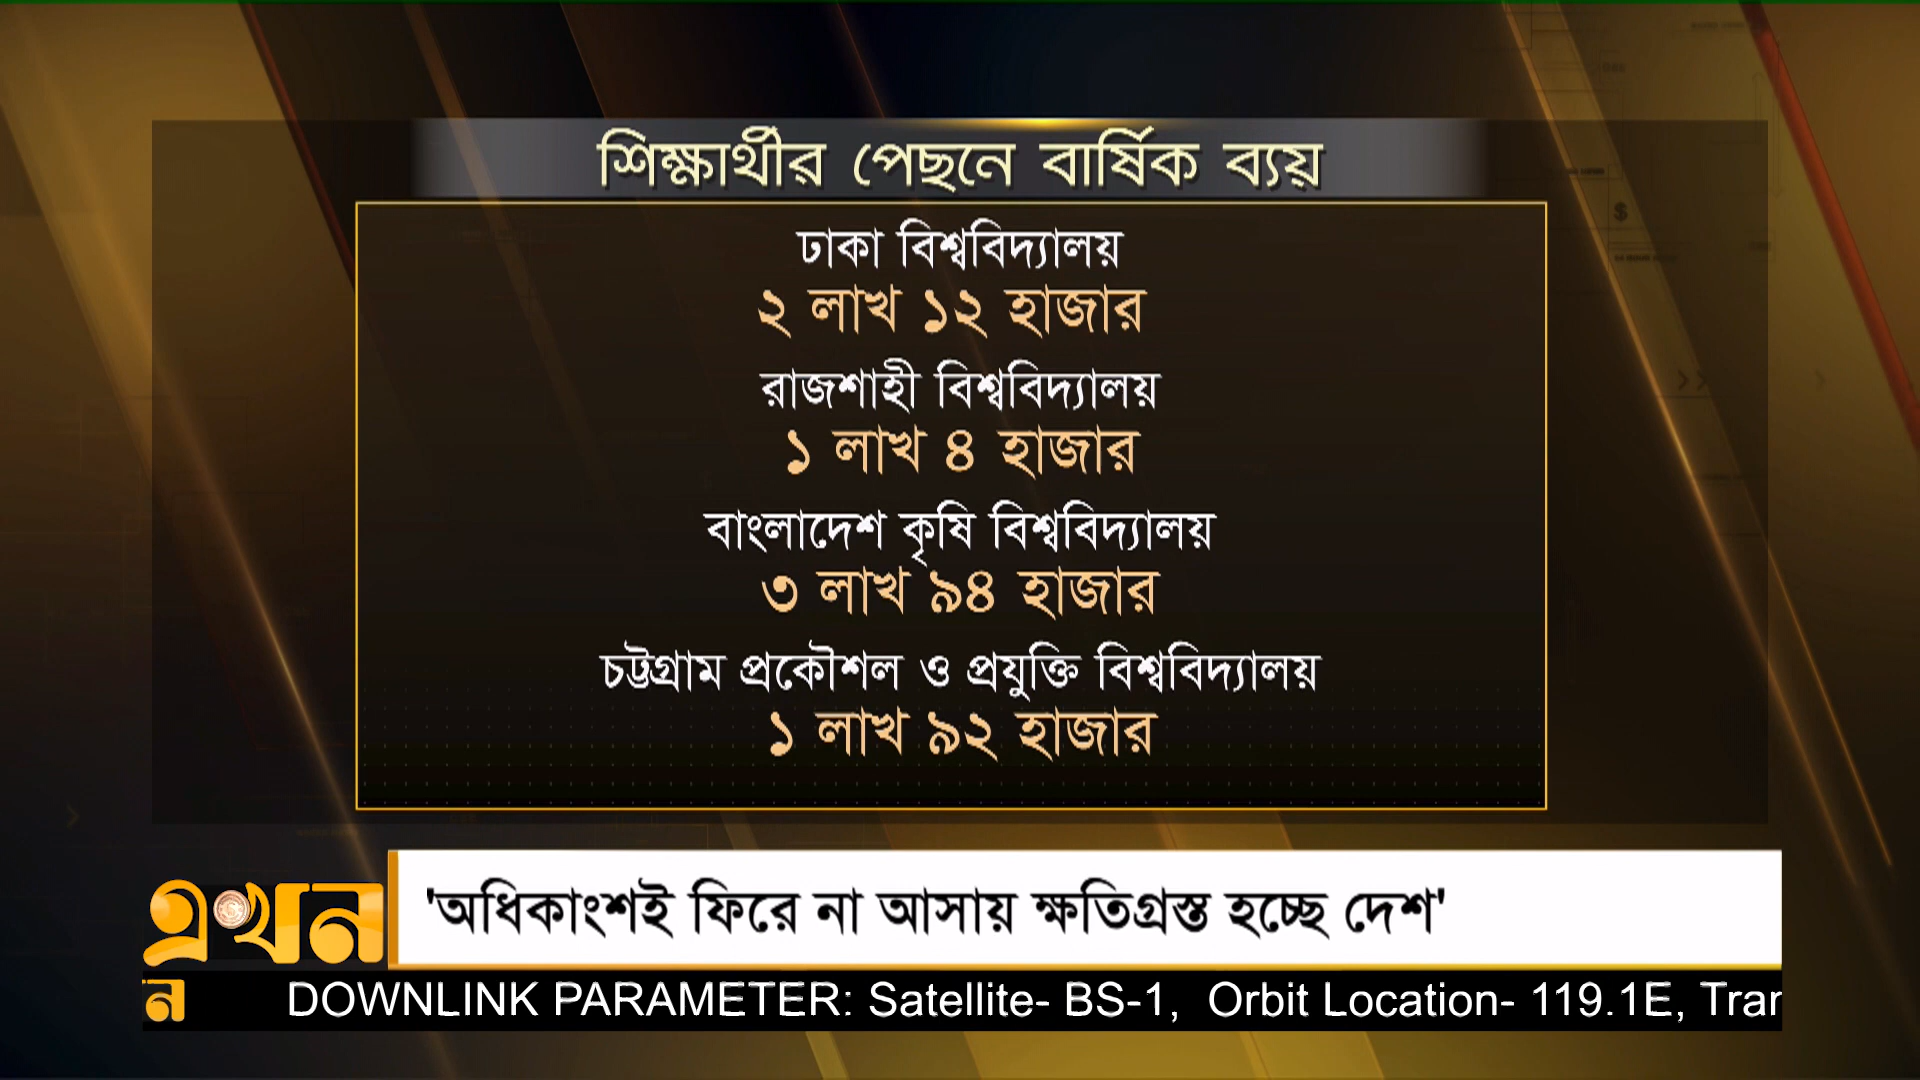 শিক্ষার্থীর পেছনে বার্ষিক ব্যয়
ঢাকা বিশ্ববিদ্যালয়
২ লাখ ১২ হাজার
রাজশাহী বিশ্ববিদ্যালয়
১ লাখ ৪ হাজার
বাংলাদেশ কৃষি বিশ্ববিদ্যালয়
৩ লাখ ৯৪ হাজার
চট্টগ্রাম প্রকৌশল ও প্রযুক্তি বিশ্ববিদ্যালয়
১ লাখ ৯২ হাজার
এখন
'অধিকাংশই ফিরে না আসায় ক্ষতিগ্রস্ত হচ্ছে দেশ'
ন DOWNLINK PARAMETER: Satellite- BS-1, Orbit Location- 119.1E, Tran